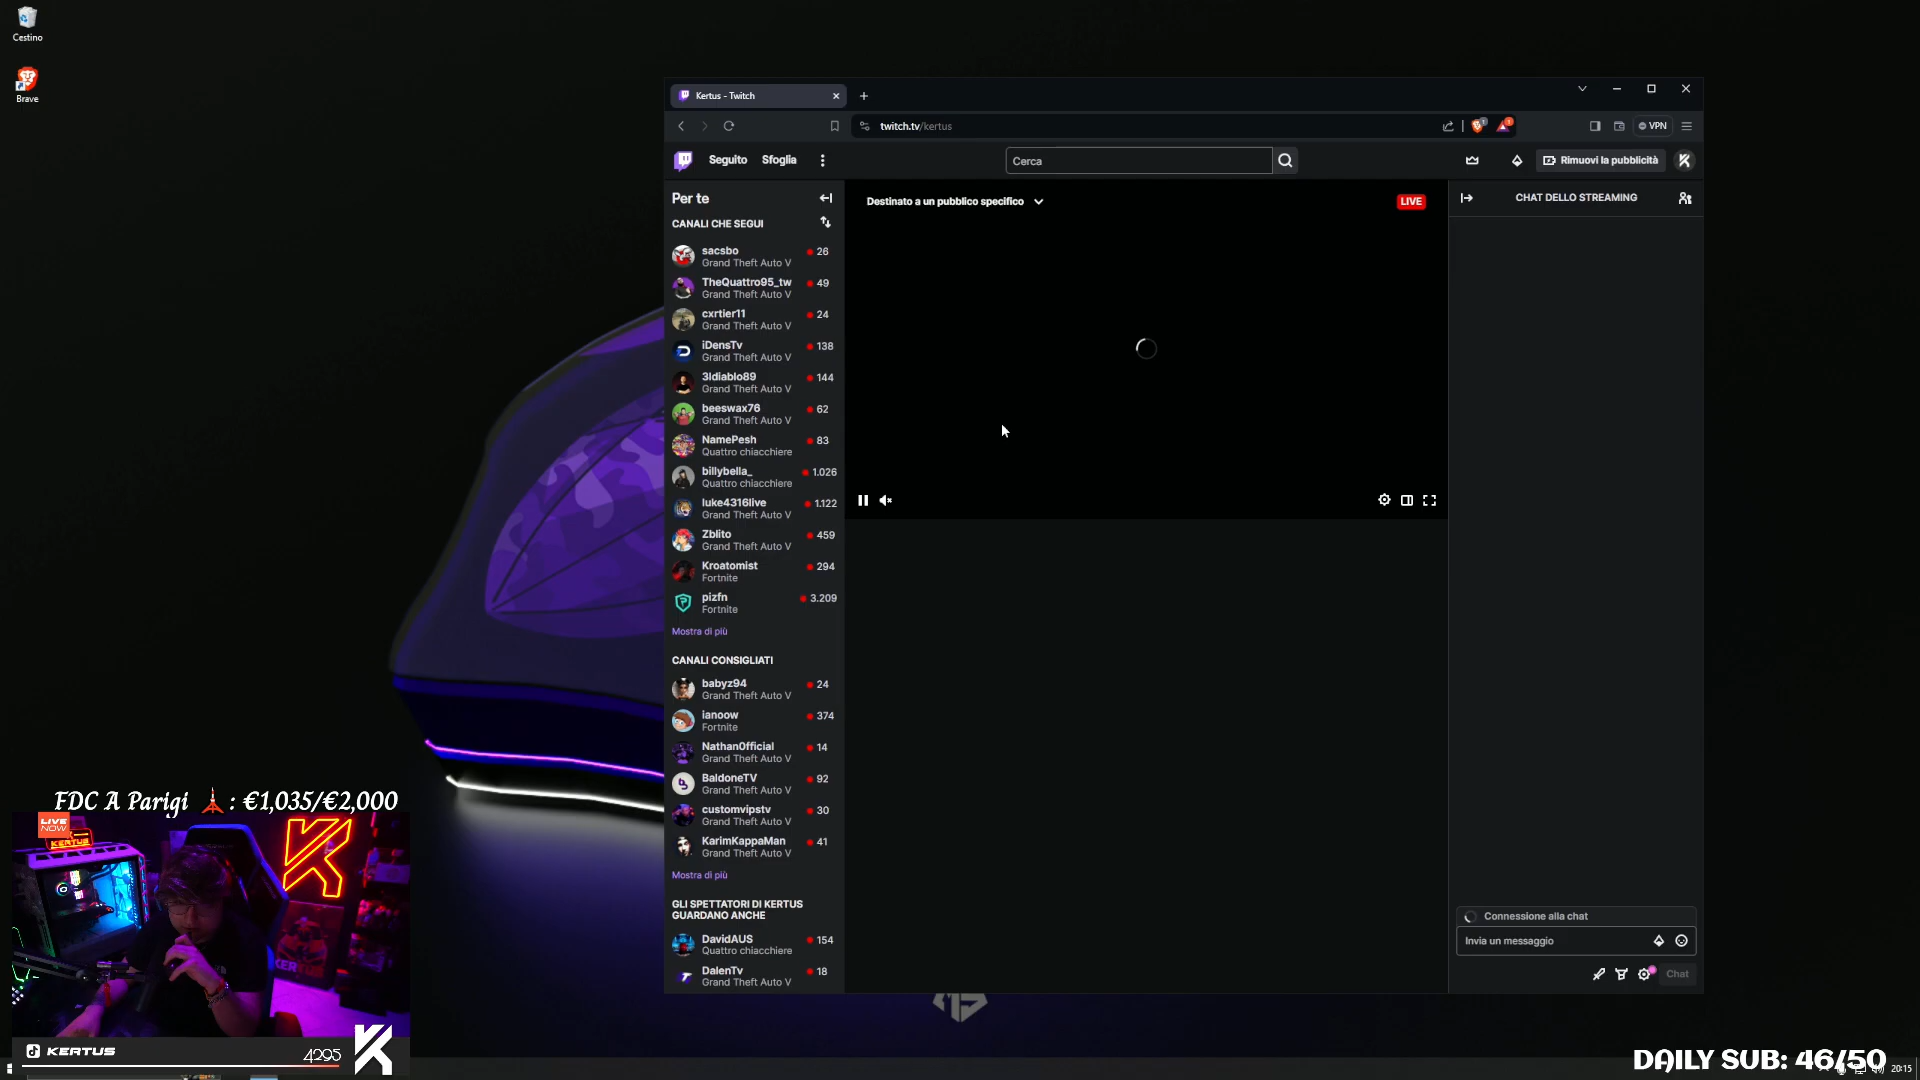 Cestino
Brave
Kertus - Twitch
twitch.tv/kertus
VPN
Seguito
Sfoglia
Cerca
Rimuovi la pubblicità
Per te
CANALI CHE SEGUI
sacsbo
26
Grand Theft Auto V
TheQuattro95_tw
49
Grand Theft Auto V
cxrtier11
24
Grand Theft Auto V
iDensTv
138
Grand Theft Auto V
3ldiablo89
144
Grand Theft Auto V
beeswax76
62
Grand Theft Auto V
NamePesh
83
Quattro chiacchiere
billybella_
1.026
Quattro chiacchiere
luke4316live
1.122
Grand Theft Auto V
Zblito
459
Grand Theft Auto V
Kroatomist
294
Fortnite
pizfn
3.209
Fortnite
Mostra di più
CANALI CONSIGLIATI
babyz94
24
Grand Theft Auto V
ianoow
374
Fortnite
NathanOfficial
14
Grand Theft Auto V
BaldoneTV
92
Grand Theft Auto V
customvipstv
30
Grand Theft Auto V
KarimKappaMan
41
Grand Theft Auto V
Mostra di più
GLI SPETTATORI DI KERTUS
GUARDANO ANCHE
DavidAUS
154
Quattro chiacchiere
DalenTv
18
Grand Theft Auto V
Destinato a un pubblico specifico
LIVE
CHAT DELLO STREAMING
Connessione alla chat
Invia un messaggio
Chat
FDC A Parigi 🗼: €1,035/€2,000
LIVE
NOW
KERTUS
K
KERTUS
4295
K
DAILY SUB: 46/50
20:15